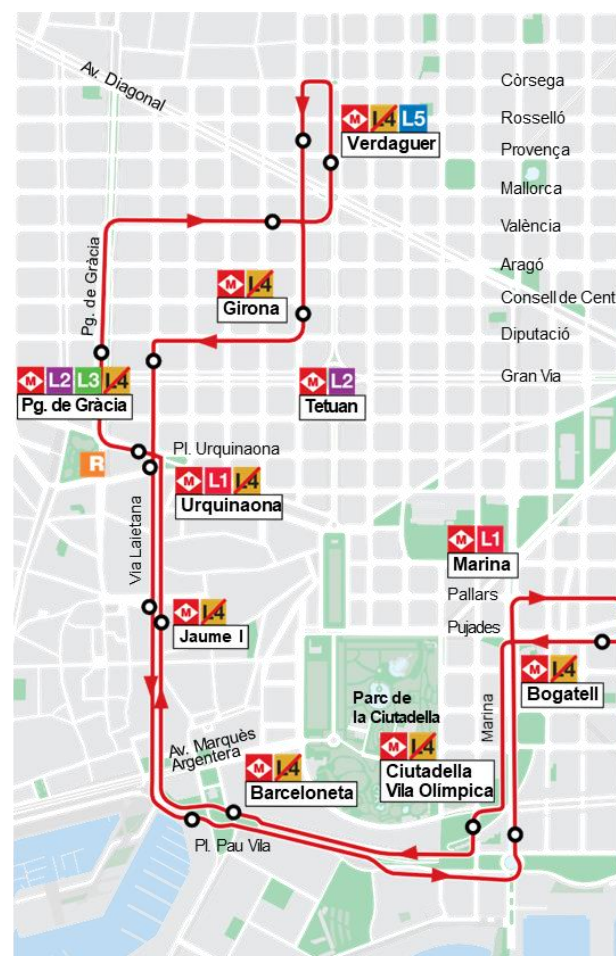 Av. Diagonal
Còrsega
Rosselló
Provença
Mallorca
València
Aragó
Consell de Cent
Diputació
Gran Via
M L4 L5
Verdaguer
Pg. de Gràcia
M L4
Girona
M L2 L3 L4
Pg. de Gràcia
M L2
Tetuan
Pl. Urquinaona
R
M L1 L4
Urquinaona
Via Laietana
M L1
Marina
Pallars
Pujades
M L4
Jaume I
M L4
Bogatell
Parc de
la Ciutadella
Marina
M L4
Ciutadella
Vila Olímpica
Av. Marquès
Argentera
M L4
Barceloneta
Pl. Pau Vila